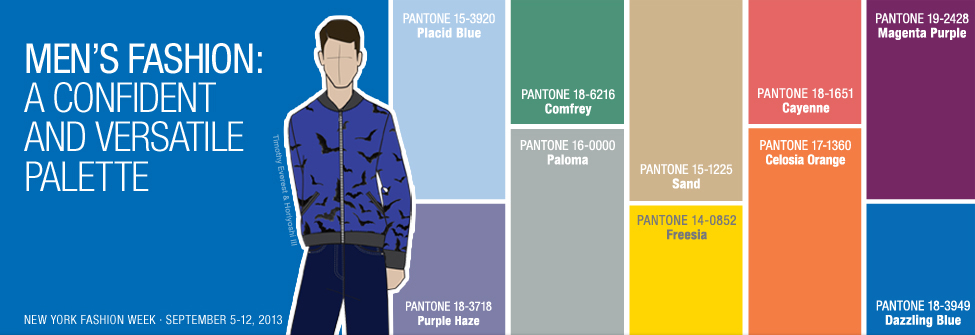 MEN'S FASHION:
A CONFIDENT
AND VERSATILE
PALETTE
Timothy Everest & Horiyoshi III
NEW YORK FASHION WEEK · SEPTEMBER 5-12, 2013
PANTONE 15-3920
Placid Blue
PANTONE 18-3718
Purple Haze
PANTONE 18-6216
Comfrey
PANTONE 16-0000
Paloma
PANTONE 15-1225
Sand
PANTONE 14-0852
Freesia
PANTONE 18-1651
Cayenne
PANTONE 17-1360
Celosia Orange
PANTONE 19-2428
Magenta Purple
PANTONE 18-3949
Dazzling Blue